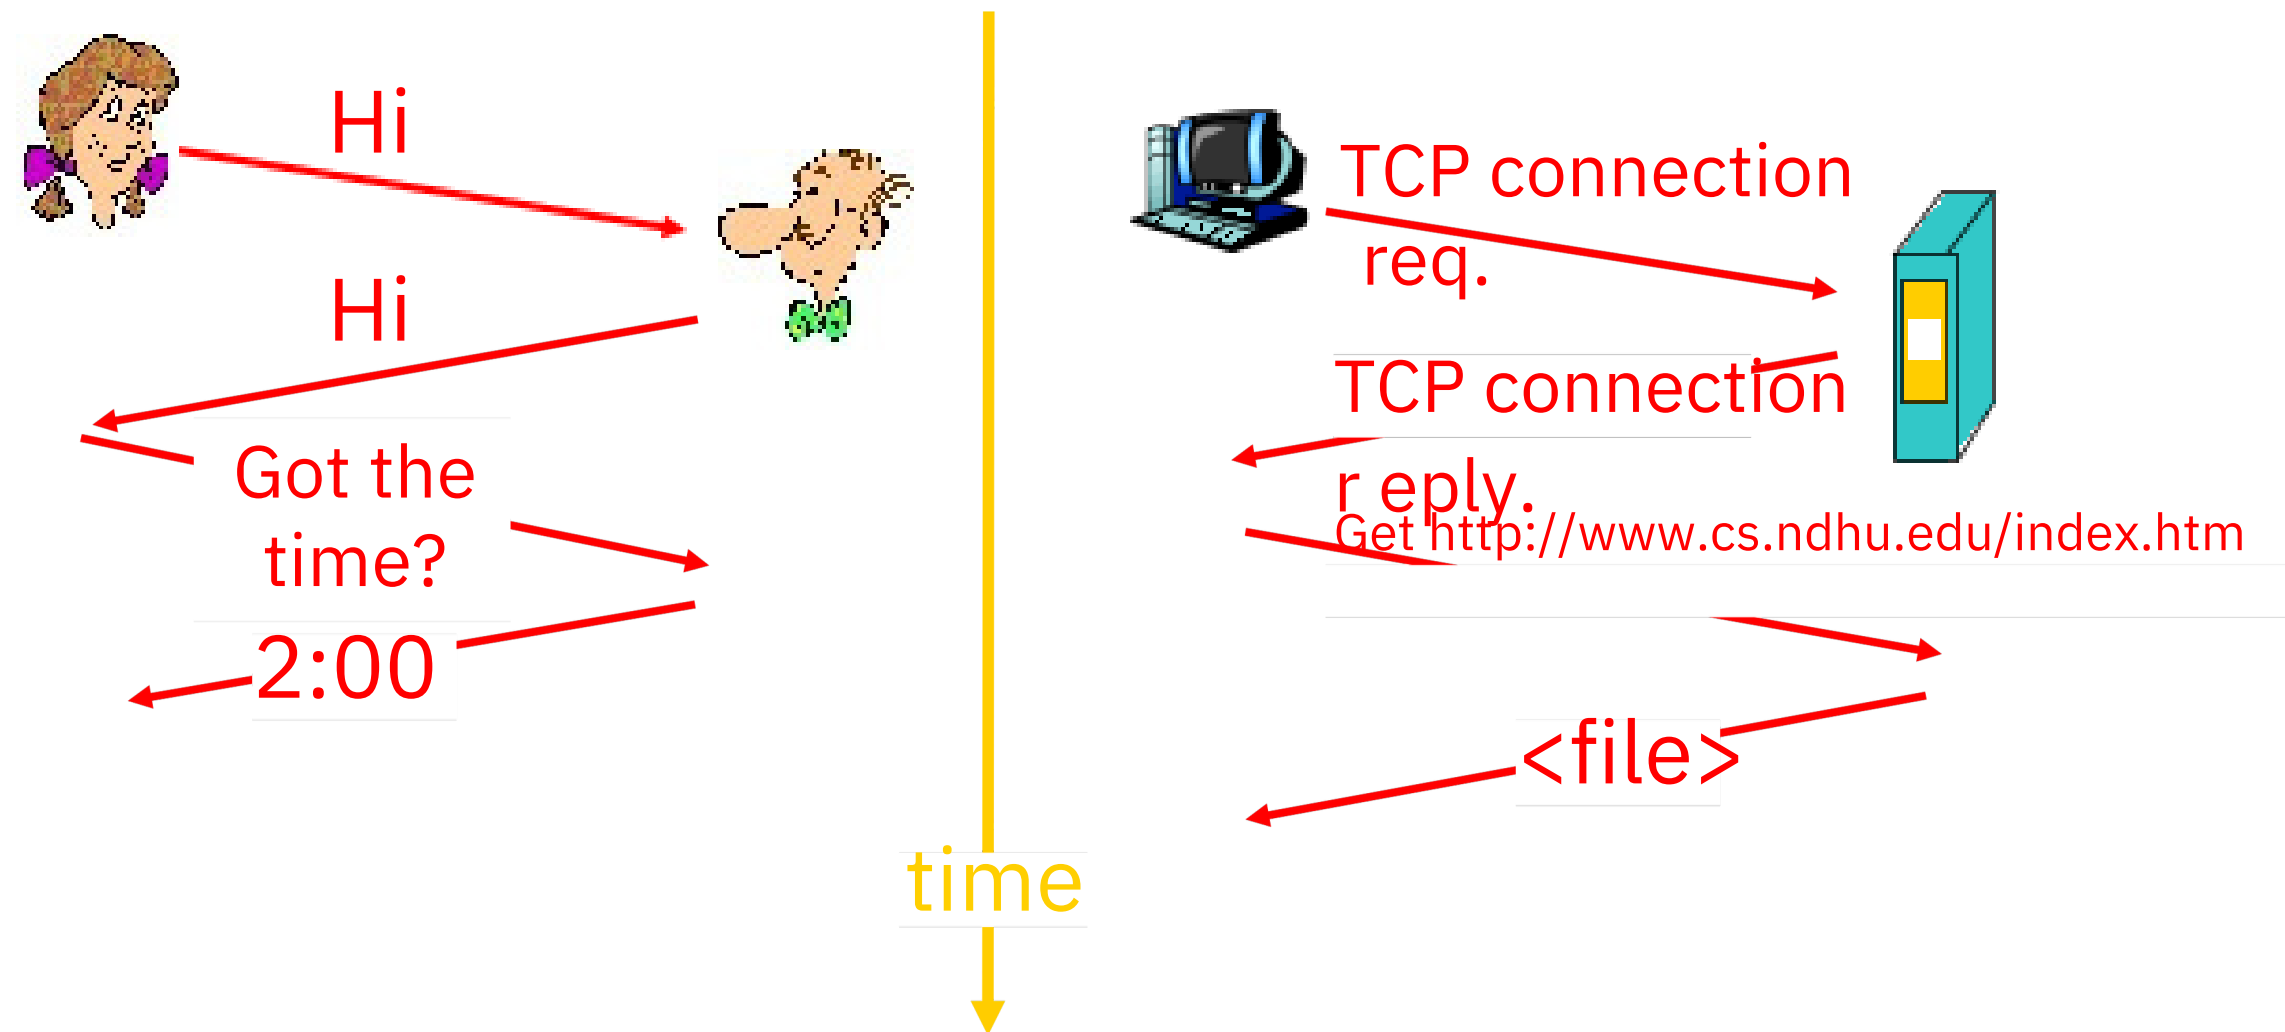 Hi
Hi
Got the
time?
2:00
time
TCP connection
req.
TCP connection
r eply.
Get http://www.cs.ndhu.edu/index.htm
<file>